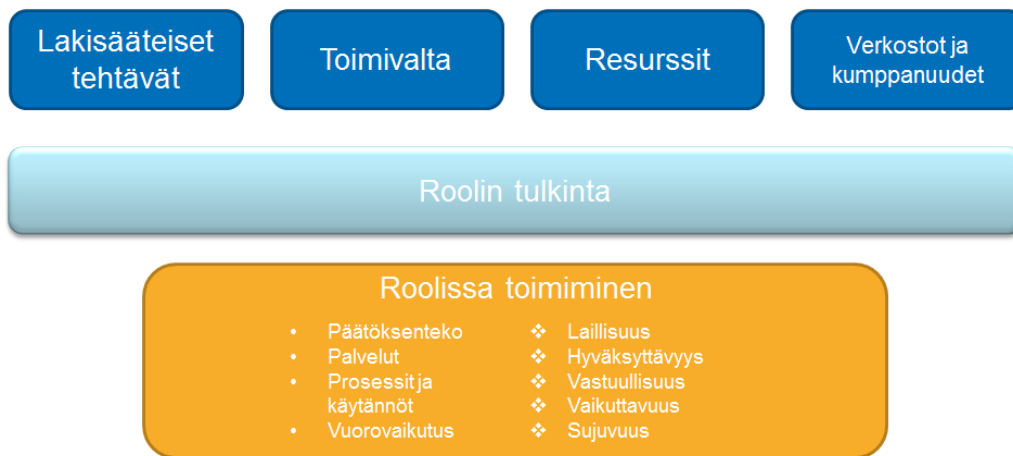 Lakisääteiset
tehtävät
Toimivalta
Resurssit
Verkostot ja
kumppanuudet
Roolin tulkinta
Roolissa toimiminen
• Päätöksenteko
• Palvelut
• Prosessit ja
käytännöt
• Vuorovaikutus
❖ Laillisuus
❖ Hyväksyttävyys
❖ Vastuullisuus
❖ Vaikuttavuus
❖ Sujuvuus